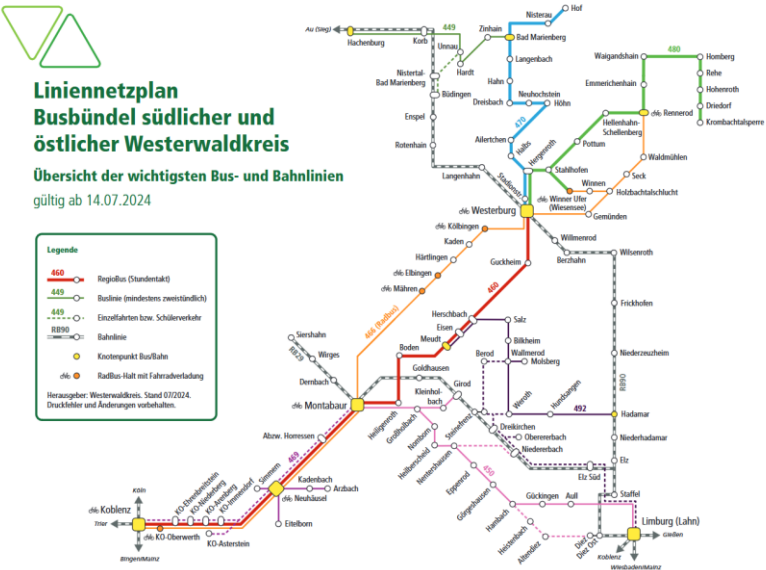 Liniennetzplan
Busbündel südlicher und
östlicher Westerwaldkreis
Übersicht der wichtigsten Bus- und Bahnlinien
gültig ab 14.07.2024
Legende
460 RegioBus (Stundentakt)
449 Buslinie (mindestens zweistündlich)
449 Einzelfahrten bzw. Schülerverkehr
RB90 Bahnlinie
Knotenpunkt Bus/Bahn
RadBus-Halt mit Fahrradverladung
Herausgeber: Westerwaldkreis. Stand 07/2024.
Druckfehler und Änderungen vorbehalten.
Au (Sieg)
Hachenburg
Korb
449
Unnau
Zinhain
Hardt
Nisterau
Hof
Bad Marienberg
Langenbach
Hahn
Dreisbach
Neuhochstein
Höhn
470
Ailertchen
Halbs
Hergenroth
Stadionstr.
Nistertal-
Bad Marienberg
Büdingen
Enspel
Rotenhain
Langenhahn
Westerburg
480
Waigandshain
Homberg
Rehe
Hohenroth
Driedorf
Krombachtalsperre
Emmerichenhain
Rennerod
Hellenhahn-
Schellenberg
Pottum
Stahlhofen
Waldmühlen
Seck
Winnen
Holzbachtalschlucht
Winner Ufer
(Wiesensee)
Gemünden
Kölbingen
Kaden
Härtlingen
Elbingen
Mähren
466 (RadBus)
Guckheim
460
Willmenrod
Berzhahn
Wilsenroth
Frickhofen
Niederzeuzheim
RB90
Hadamar
Niederhadamar
Elz
Elz Süd
Staffel
Herschbach
Eisen
Meudt
Boden
Salz
Bilkheim
Wallmerod
Molsberg
Berod
Weroth
Hundsangen
492
Siershahn
RB29
Wirges
Dernbach
Montabaur
Goldhausen
Girod
Kleinhol-
bach
Heiligenroth
Großholbach
Steinefrenz
Dreikirchen
Obererbach
Niedererbach
Nomborn
Heilberscheid
Nentershausen
450
Eppenrod
Görgeshausen
Hambach
Gückingen
Aull
Heistenbach
Altendiez
Diez
Diez Ost
Limburg (Lahn)
Gießen
Koblenz
Wiesbaden/Mainz
Abzw. Horressen
469
Simmern
Kadenbach
Arzbach
Neuhäusel
Eitelborn
KO-Ehrenbreitstein
KO-Niederberg
KO-Arenberg
KO-Immendorf
KO-Asterstein
KO-Oberwerth
Köln
Koblenz
Trier
Bingen/Mainz